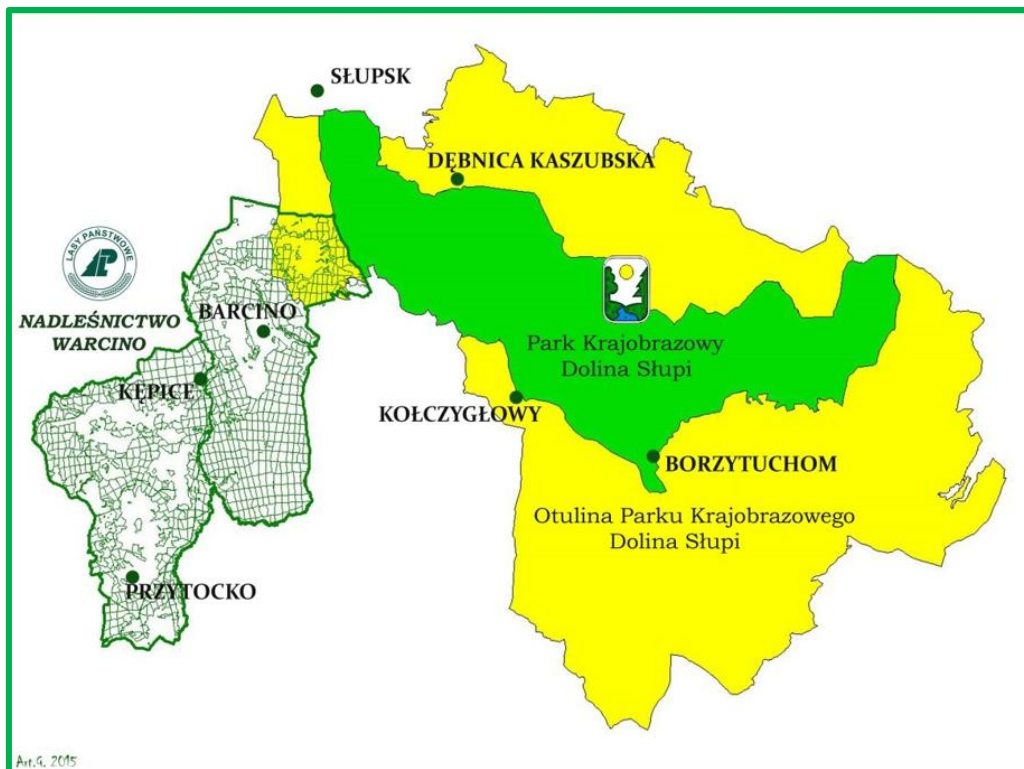 SŁUPSK
DĘBNICA KASZUBSKA
LASY PAŃSTWOWE
NADLEŚNICTWO
WARCINO
BARCINO
Park Krajobrazowy
Dolina Słupi
KĘPICE
KOŁCZYGŁOWY
BORZYTUCHOM
Otulina Parku Krajobrazowego
Dolina Słupi
PRZYTOCKO
Art.G. 2015